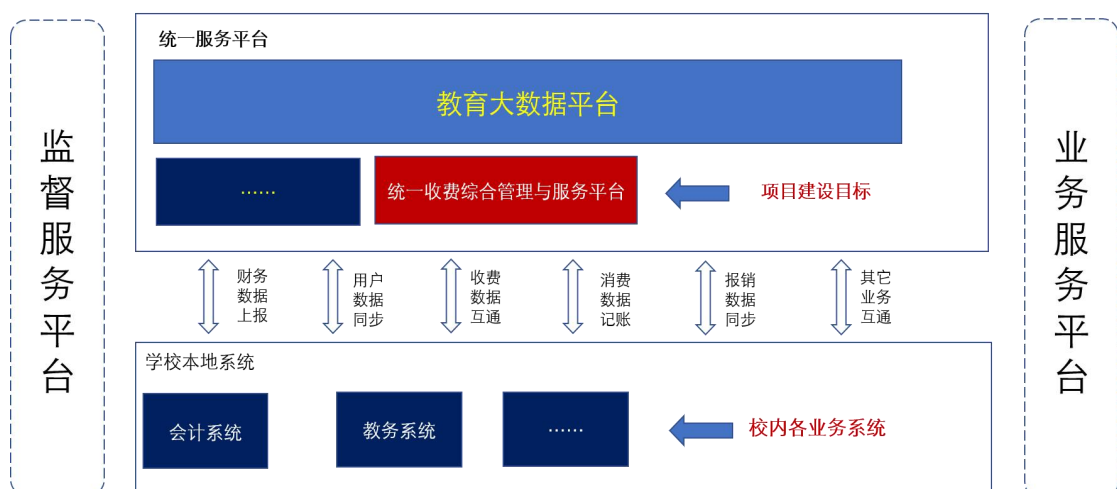 监督服务平台
统一服务平台
教育大数据平台
……
统一收费综合管理与服务平台
项目建设目标
财务
数据
上报
用户
数据
同步
收费
数据
互通
消费
数据
记账
报销
数据
同步
其它
业务
互通
学校本地系统
会计系统
教务系统
……
校内各业务系统
业务服务平台